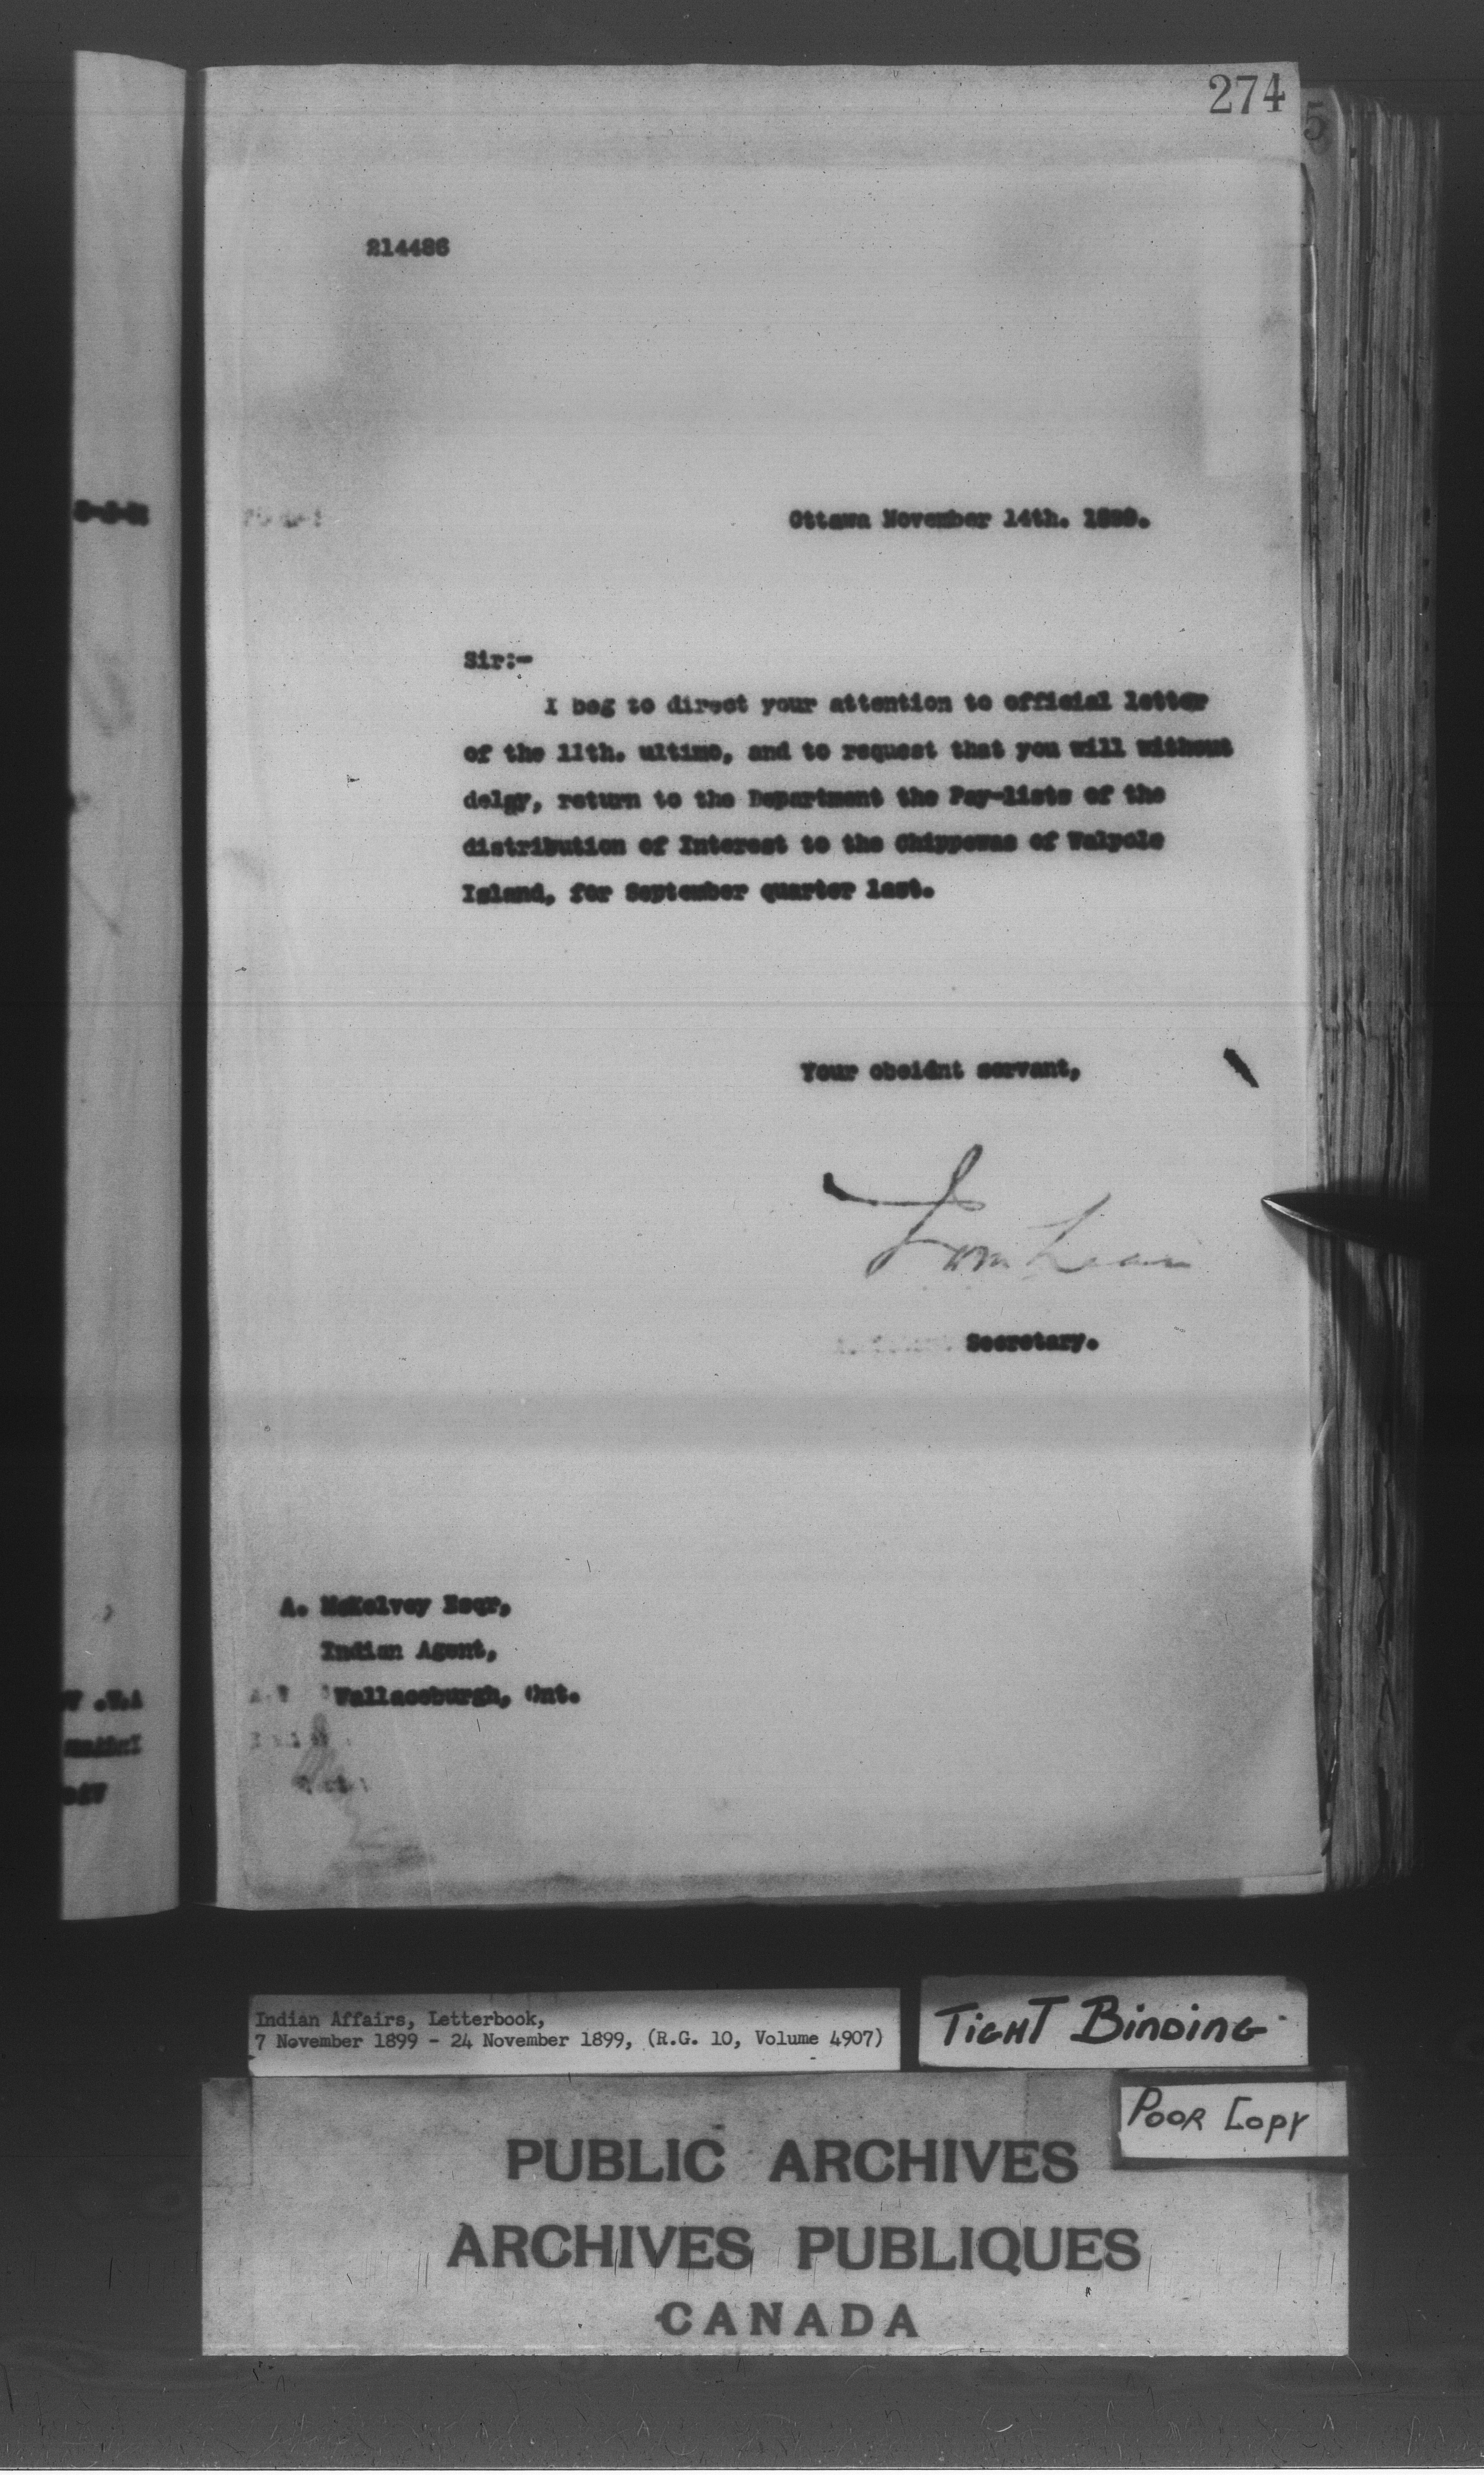 274
5
214486
Ottawa November 14th. 1899.
Sir:-
I beg to direct your attention to official letter
of the 11th. ultimo, and to request that you will without
delgy, return to the Department the Pay-lists of the
distribution of Interest to the Chippewas of Walpole
Island, for September quarter last.
Your obeidnt servant,
Secretary.
A. McKelvey Esqr,
Indian Agent,
Wallaceburgh, Ont.
Indian Affairs, Letterbook,
7 November 1899 - 24 November 1899, (R.G. 10, Volume 4907)
TIGHT BINDING
POOR COPY
PUBLIC ARCHIVES
ARCHIVES PUBLIQUES
CANADA